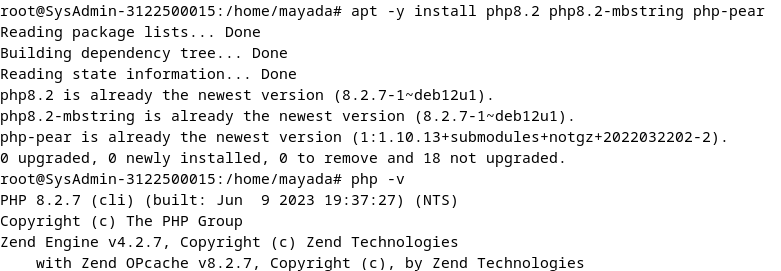 root@SysAdmin-3122500015:/home/mayada# apt -y install php8.2 php8.2-mbstring php-pear
Reading package lists... Done
Building dependency tree... Done
Reading state information... Done
php8.2 is already the newest version (8.2.7-1~deb12u1).
php8.2-mbstring is already the newest version (8.2.7-1~deb12u1).
php-pear is already the newest version (1:1.10.13+submodules+notgz+2022032202-2).
0 upgraded, 0 newly installed, 0 to remove and 18 not upgraded.
root@SysAdmin-3122500015:/home/mayada# php -v
PHP 8.2.7 (cli) (built: Jun  9 2023 19:37:27) (NTS)
Copyright (c) The PHP Group
Zend Engine v4.2.7, Copyright (c) Zend Technologies
    with Zend OPcache v8.2.7, Copyright (c), by Zend Technologies